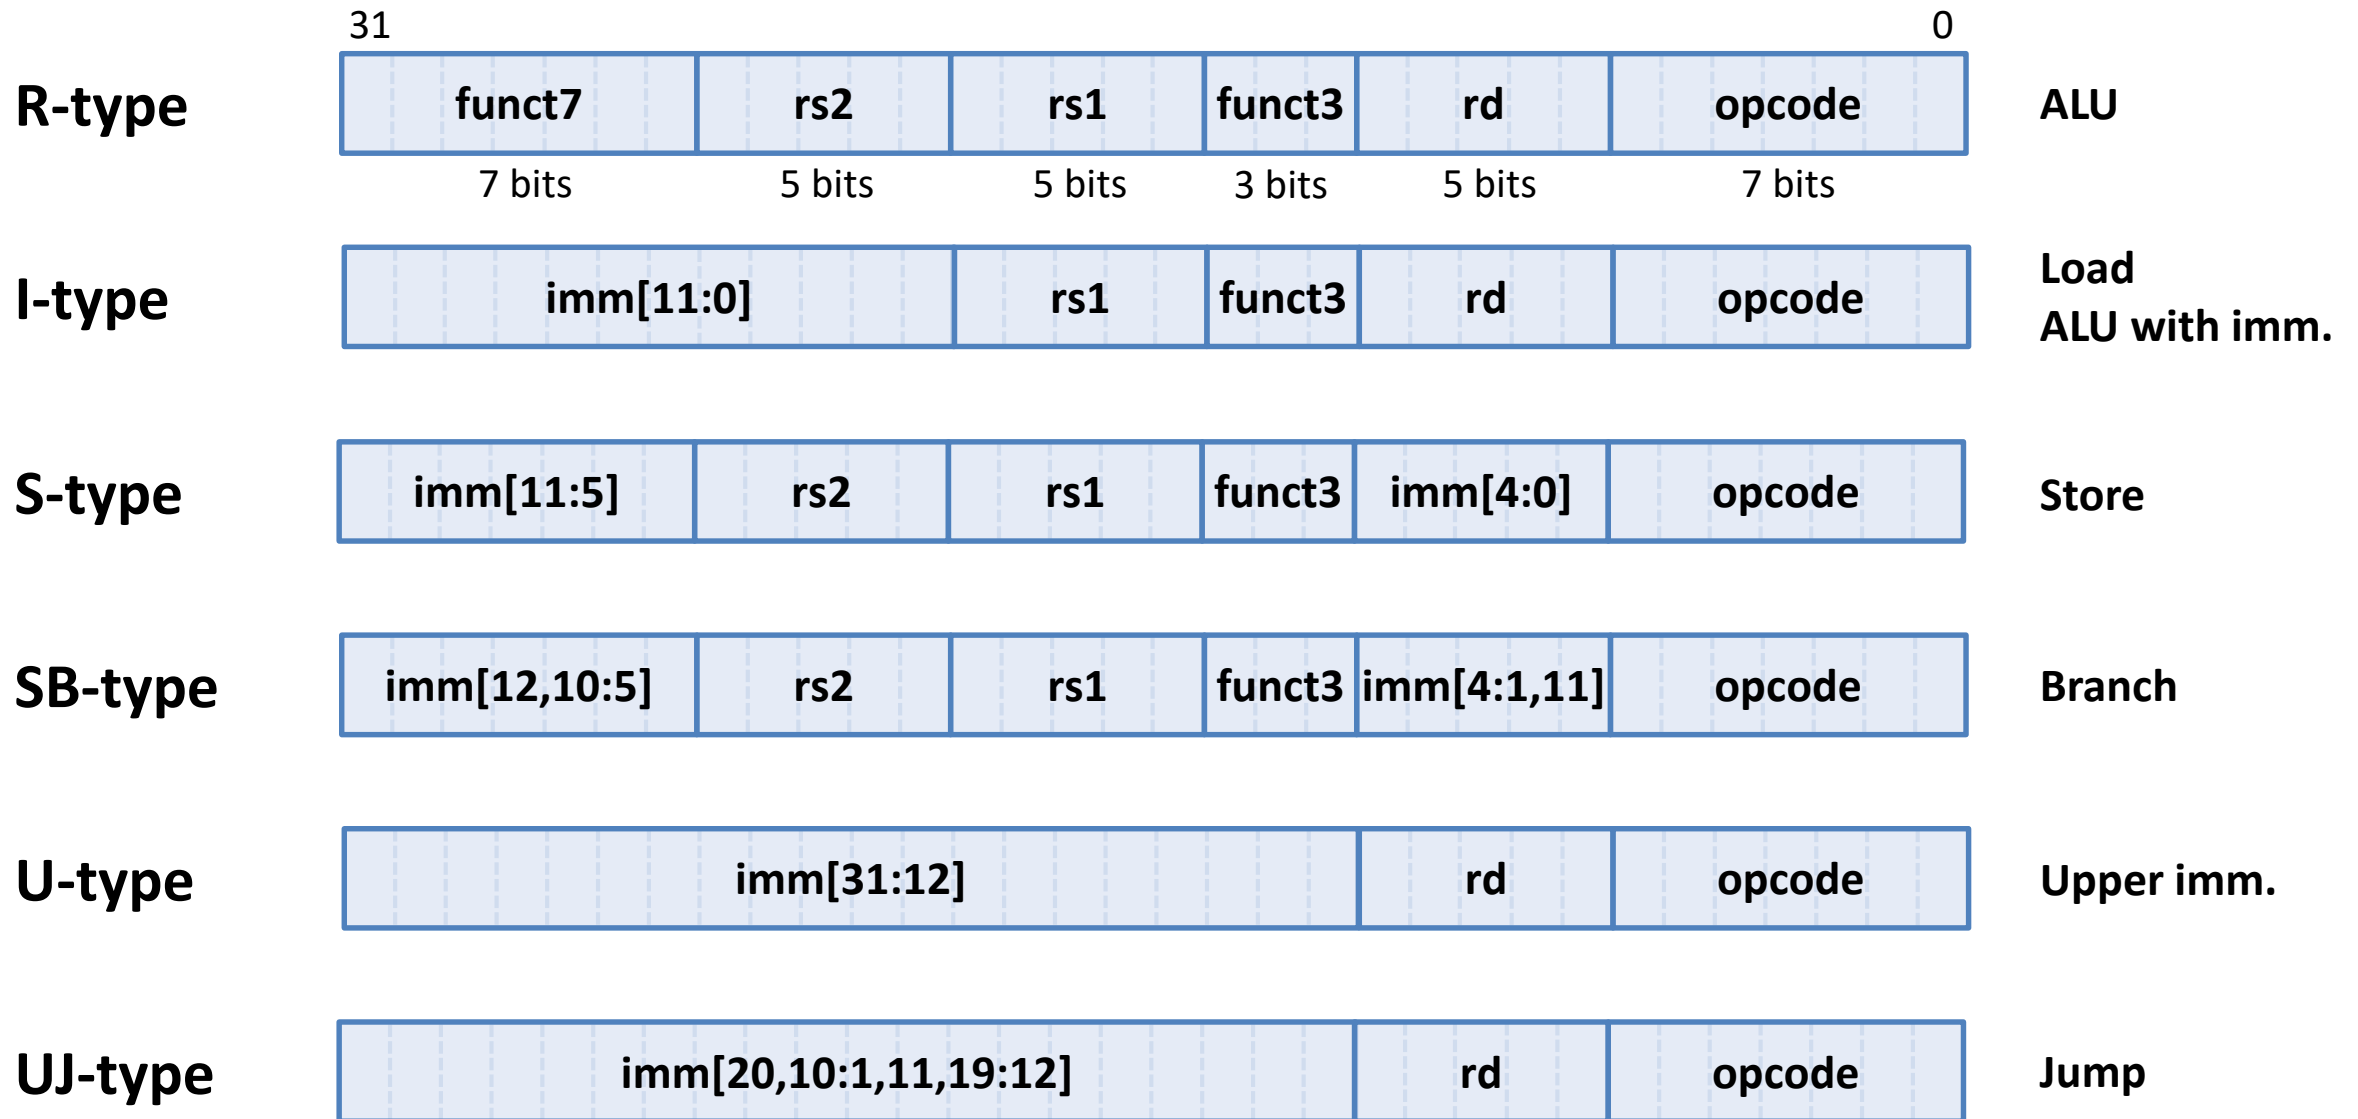 31 0
R-type funct7 rs2 rs1 funct3 rd opcode ALU
7 bits 5 bits 5 bits 3 bits 5 bits 7 bits
I-type imm[11:0] rs1 funct3 rd opcode Load
ALU with imm.
S-type imm[11:5] rs2 rs1 funct3 imm[4:0] opcode Store
SB-type imm[12,10:5] rs2 rs1 funct3 imm[4:1,11] opcode Branch
U-type imm[31:12] rd opcode Upper imm.
UJ-type imm[20,10:1,11,19:12] rd opcode Jump